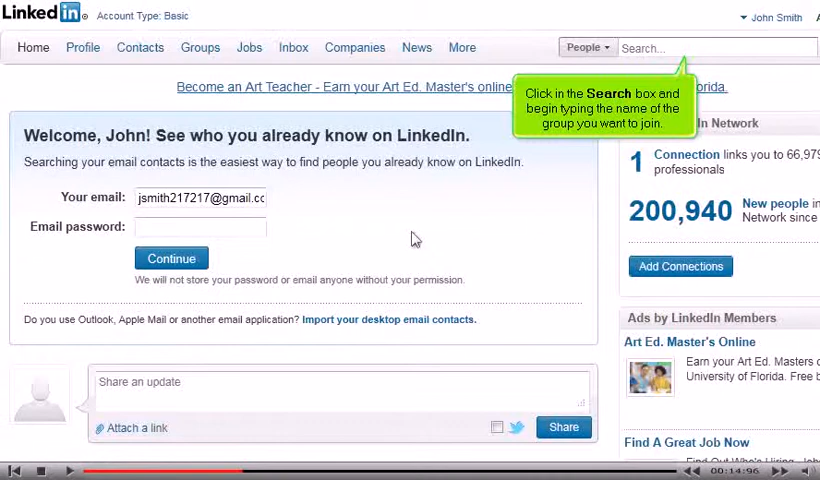 Linked in® Account Type: Basic
John Smith
Home Profile Contacts Groups Jobs Inbox Companies News More
People Search...
Become an Art Teacher - Earn your Art Ed. Master's online
rida.
Click in the Search box and
begin typing the name of the
group you want to join.
Welcome, John! See who you already know on LinkedIn.
Searching your email contacts is the easiest way to find people you already know on LinkedIn.
Your email: jsmith217217@gmail.cc
Email password:
Continue
We will not store your password or email anyone without your permission.
Do you use Outlook, Apple Mail or another email application? Import your desktop email contacts.
Share an update
Attach a link
Share
In Network
1 Connection links you to 66,979
professionals
200,940 New people in
Network since
Add Connections
Ads by LinkedIn Members
Art Ed. Master's Online
Earn your Art Ed. Masters o
University of Florida. Free b
Find A Great Job Now
00:14:96